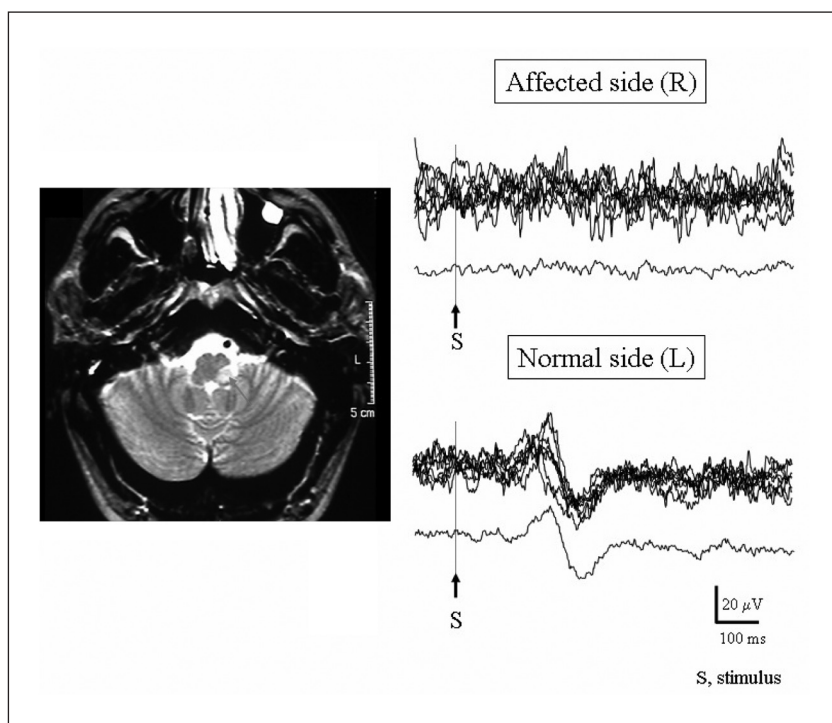 Affected side (R)
S
Normal side (L)
L
5 cm
S
20 μV
100 ms
S, stimulus